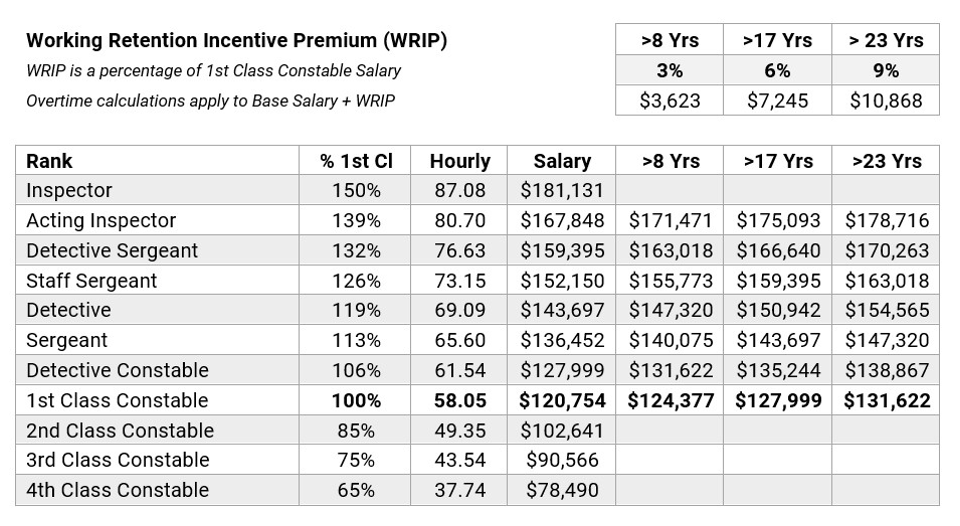 Working Retention Incentive Premium (WRIP) >8 Yrs >17 Yrs > 23 Yrs
WRIP is a percentage of 1st Class Constable Salary 3% 6% 9%
Overtime calculations apply to Base Salary + WRIP $3,623 $7,245 $10,868
Rank % 1st Cl Hourly Salary >8 Yrs >17 Yrs >23 Yrs
Inspector 150% 87.08 $181,131
Acting Inspector 139% 80.70 $167,848 $171,471 $175,093 $178,716
Detective Sergeant 132% 76.63 $159,395 $163,018 $166,640 $170,263
Staff Sergeant 126% 73.15 $152,150 $155,773 $159,395 $163,018
Detective 119% 69.09 $143,697 $147,320 $150,942 $154,565
Sergeant 113% 65.60 $136,452 $140,075 $143,697 $147,320
Detective Constable 106% 61.54 $127,999 $131,622 $135,244 $138,867
1st Class Constable 100% 58.05 $120,754 $124,377 $127,999 $131,622
2nd Class Constable 85% 49.35 $102,641
3rd Class Constable 75% 43.54 $90,566
4th Class Constable 65% 37.74 $78,490